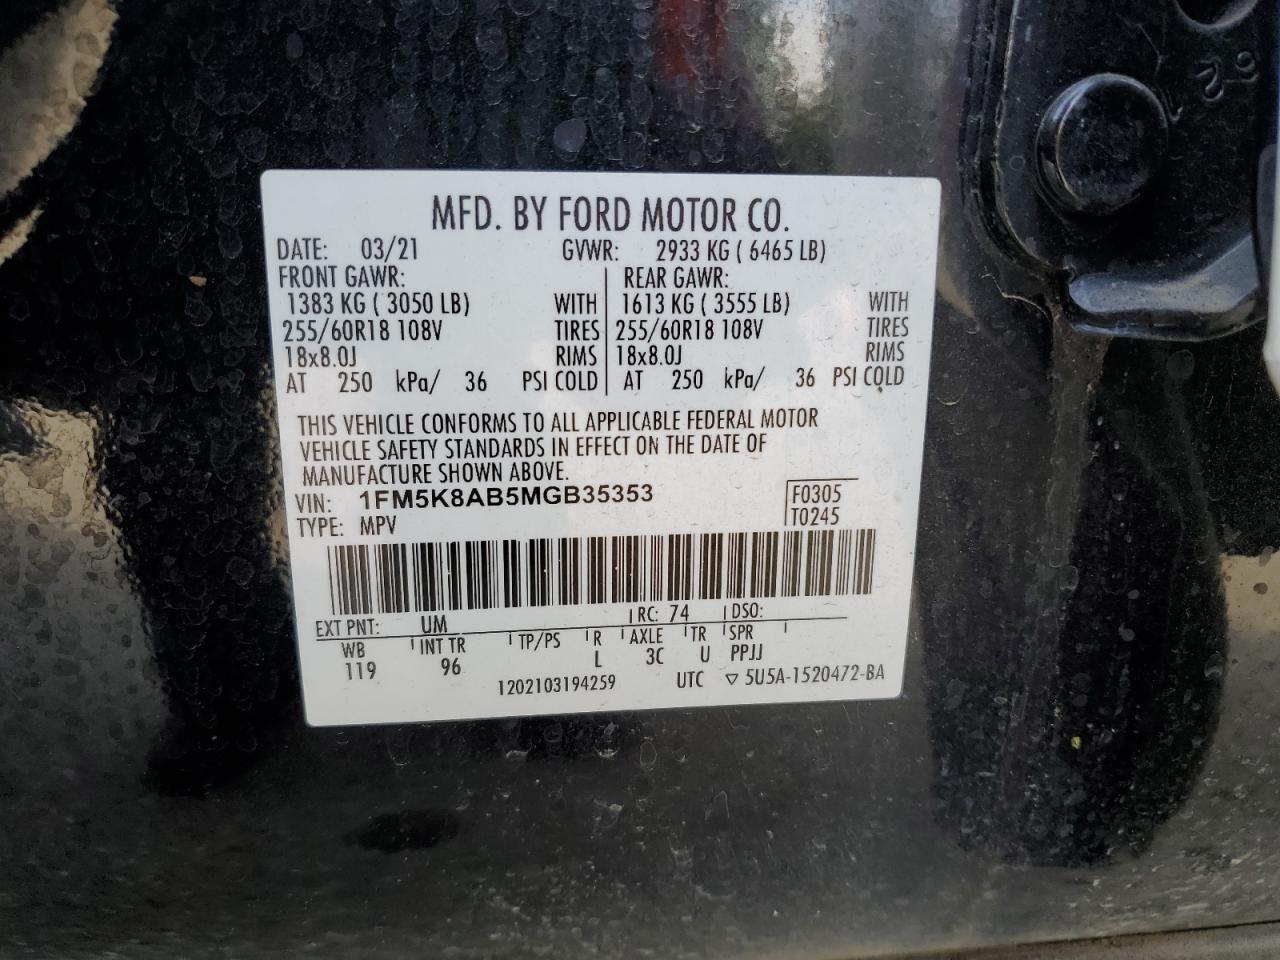 MFD. BY FORD MOTOR CO.
DATE: 03/21 GVWR: 2933 KG ( 6465 LB)
FRONT GAWR: REAR GAWR:
1383 KG ( 3050 LB) WITH 1613 KG ( 3555 LB) WITH
255/60R18 108V TIRES 255/60R18 108V TIRES
18x8.0J RIMS 18x8.0J RIMS
AT 250 kPa/ 36 PSI COLD AT 250 kPa/ 36 PSI COLD
THIS VEHICLE CONFORMS TO ALL APPLICABLE FEDERAL MOTOR
VEHICLE SAFETY STANDARDS IN EFFECT ON THE DATE OF
MANUFACTURE SHOWN ABOVE.
VIN: 1FM5K8AB5MGB35353 F0305
TYPE: MPV T0245
EXT PNT: UM RC: 74 DSO:
WB INT TR TP/PS R AXLE TR SPR
119 96 L 3C U PPJJ
1202103194259 UTC ▽ 5U5A-1520472-BA